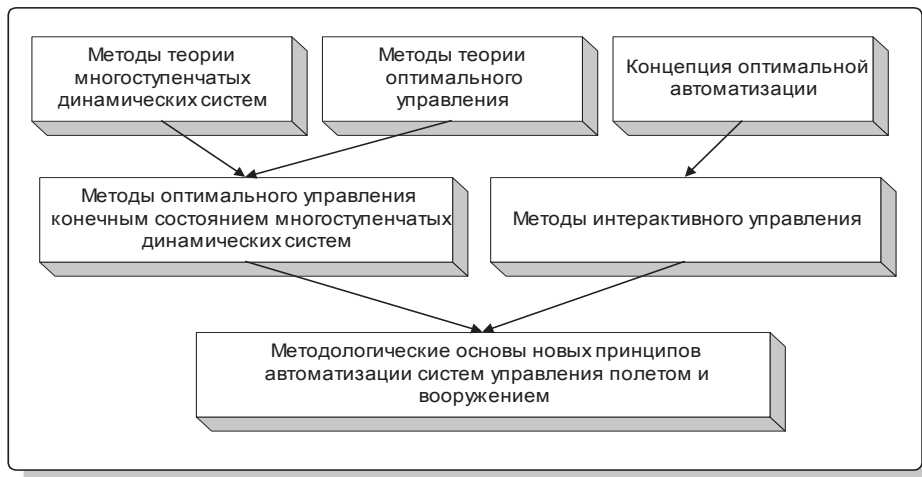 Методы теории
многоступенчатых
динамических систем
Методы теории
оптимального
управления
Концепция оптимальной
автоматизации
Методы оптимального управления
конечным состоянием многоступенчатых
динамических систем
Методы интерактивного управления
Методологические основы новых принципов
автоматизации систем управления полетом и
вооружением